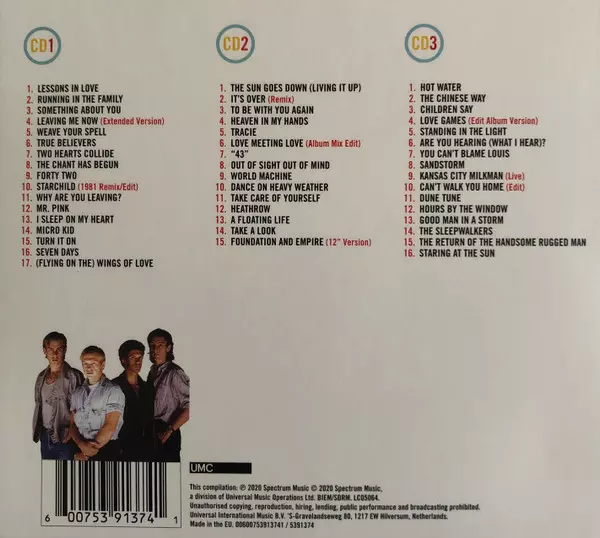 CD1
1. LESSONS IN LOVE
2. RUNNING IN THE FAMILY
3. SOMETHING ABOUT YOU
4. LEAVING ME NOW (Extended Version)
5. WEAVE YOUR SPELL
6. TRUE BELIEVERS
7. TWO HEARTS COLLIDE
8. THE CHANT HAS BEGUN
9. FORTY TWO
10. STARCHILD (1981 Remix/Edit)
11. WHY ARE YOU LEAVING?
12. MR. PINK
13. I SLEEP ON MY HEART
14. MICRO KID
15. TURN IT ON
16. SEVEN DAYS
17. (FLYING ON THE) WINGS OF LOVE
CD2
1. THE SUN GOES DOWN (LIVING IT UP)
2. IT'S OVER (Remix)
3. TO BE WITH YOU AGAIN
4. HEAVEN IN MY HANDS
5. TRACIE
6. LOVE MEETING LOVE (Album Mix Edit)
7. “43”
8. OUT OF SIGHT OUT OF MIND
9. WORLD MACHINE
10. DANCE ON HEAVY WEATHER
11. TAKE CARE OF YOURSELF
12. HEATHROW
13. A FLOATING LIFE
14. TAKE A LOOK
15. FOUNDATION AND EMPIRE (12” Version)
CD3
1. HOT WATER
2. THE CHINESE WAY
3. CHILDREN SAY
4. LOVE GAMES (Edit Album Version)
5. STANDING IN THE LIGHT
6. ARE YOU HEARING (WHAT I HEAR)?
7. YOU CAN'T BLAME LOUIS
8. SANDSTORM
9. KANSAS CITY MILKMAN (Live)
10. CAN'T WALK YOU HOME (Edit)
11. DUNE TUNE
12. HOURS BY THE WINDOW
13. GOOD MAN IN A STORM
14. THE SLEEPWALKERS
15. THE RETURN OF THE HANDSOME RUGGED MAN
16. STARING AT THE SUN
6 00753 91374 1
UMC
This compilation: ℗ 2020 Spectrum Music © 2020 Spectrum Music,
a division of Universal Music Operations Ltd. BIEM/SDRM. LC05064.
Unauthorised copying, reproduction, hiring, lending, public performance and broadcasting prohibited.
Universal International Music B.V. 'S-Gravelandseweg 80, 1217 EW Hilversum, Netherlands.
Made in the EU. 00600753913741 / 5391374